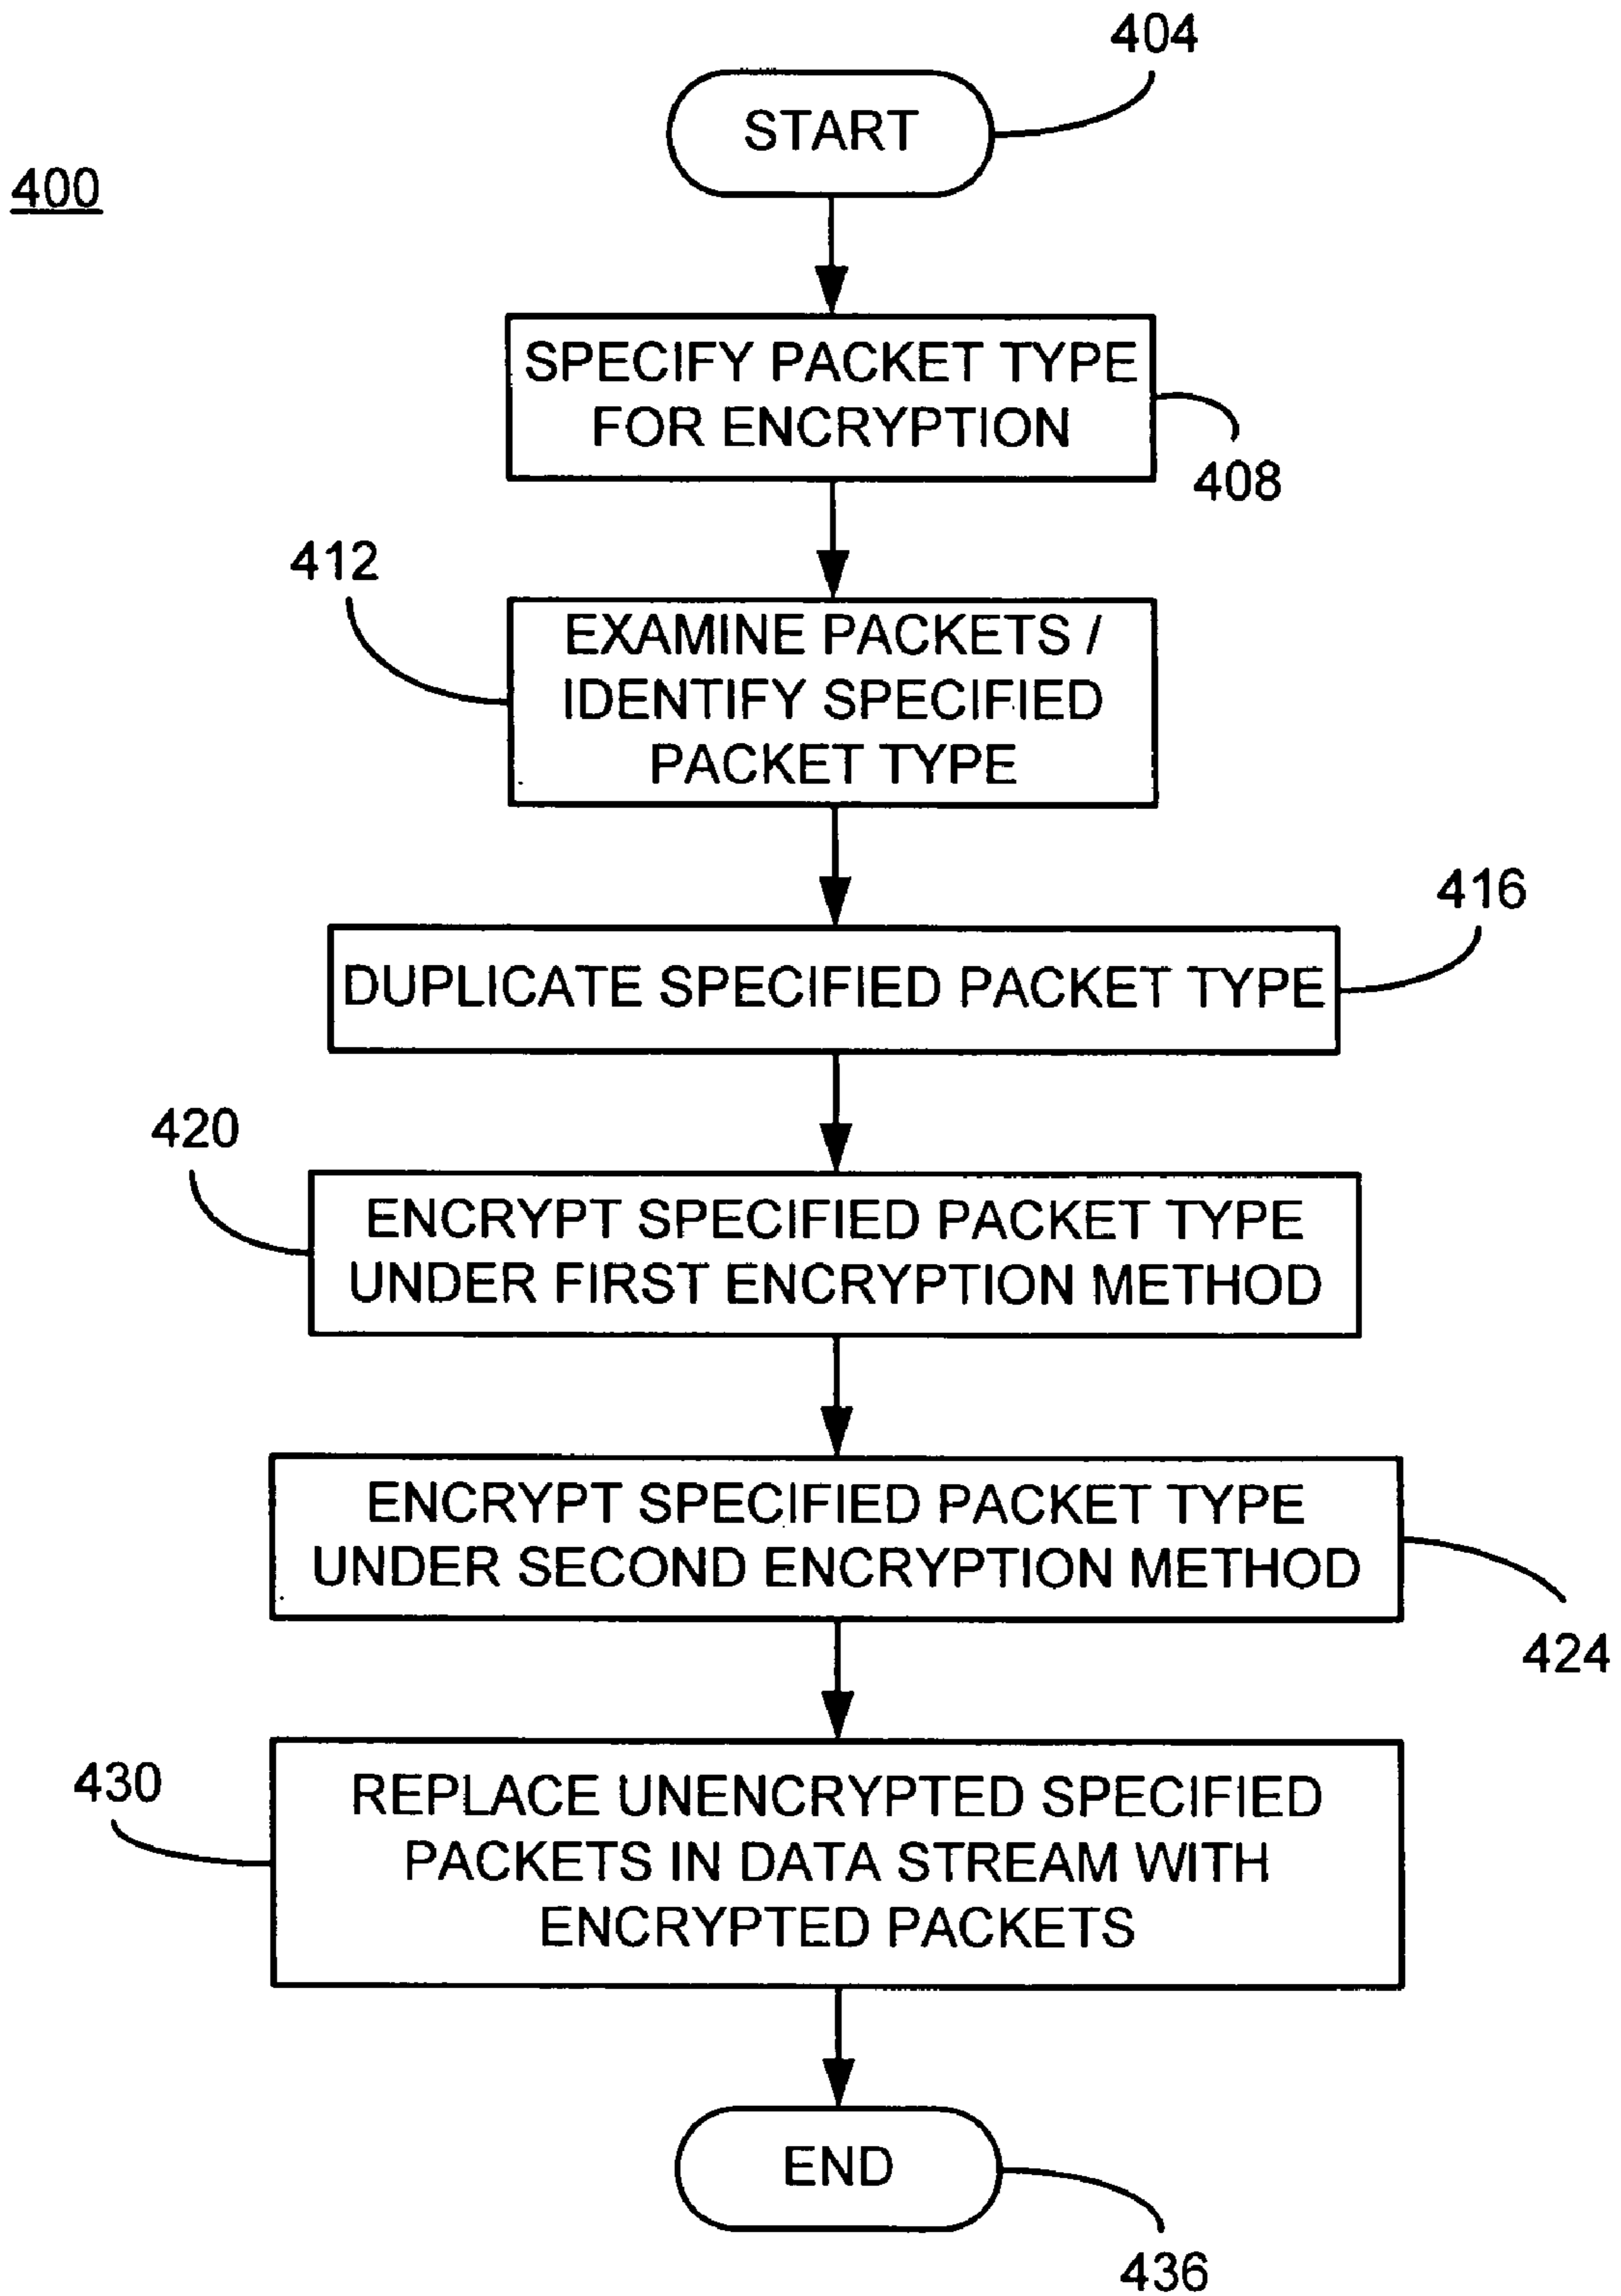 404
START
400
SPECIFY PACKET TYPE
FOR ENCRYPTION
408
412
EXAMINE PACKETS /
IDENTIFY SPECIFIED
PACKET TYPE
416
DUPLICATE SPECIFIED PACKET TYPE
420
ENCRYPT SPECIFIED PACKET TYPE
UNDER FIRST ENCRYPTION METHOD
ENCRYPT SPECIFIED PACKET TYPE
UNDER SECOND ENCRYPTION METHOD
424
430
REPLACE UNENCRYPTED SPECIFIED
PACKETS IN DATA STREAM WITH
ENCRYPTED PACKETS
END
436